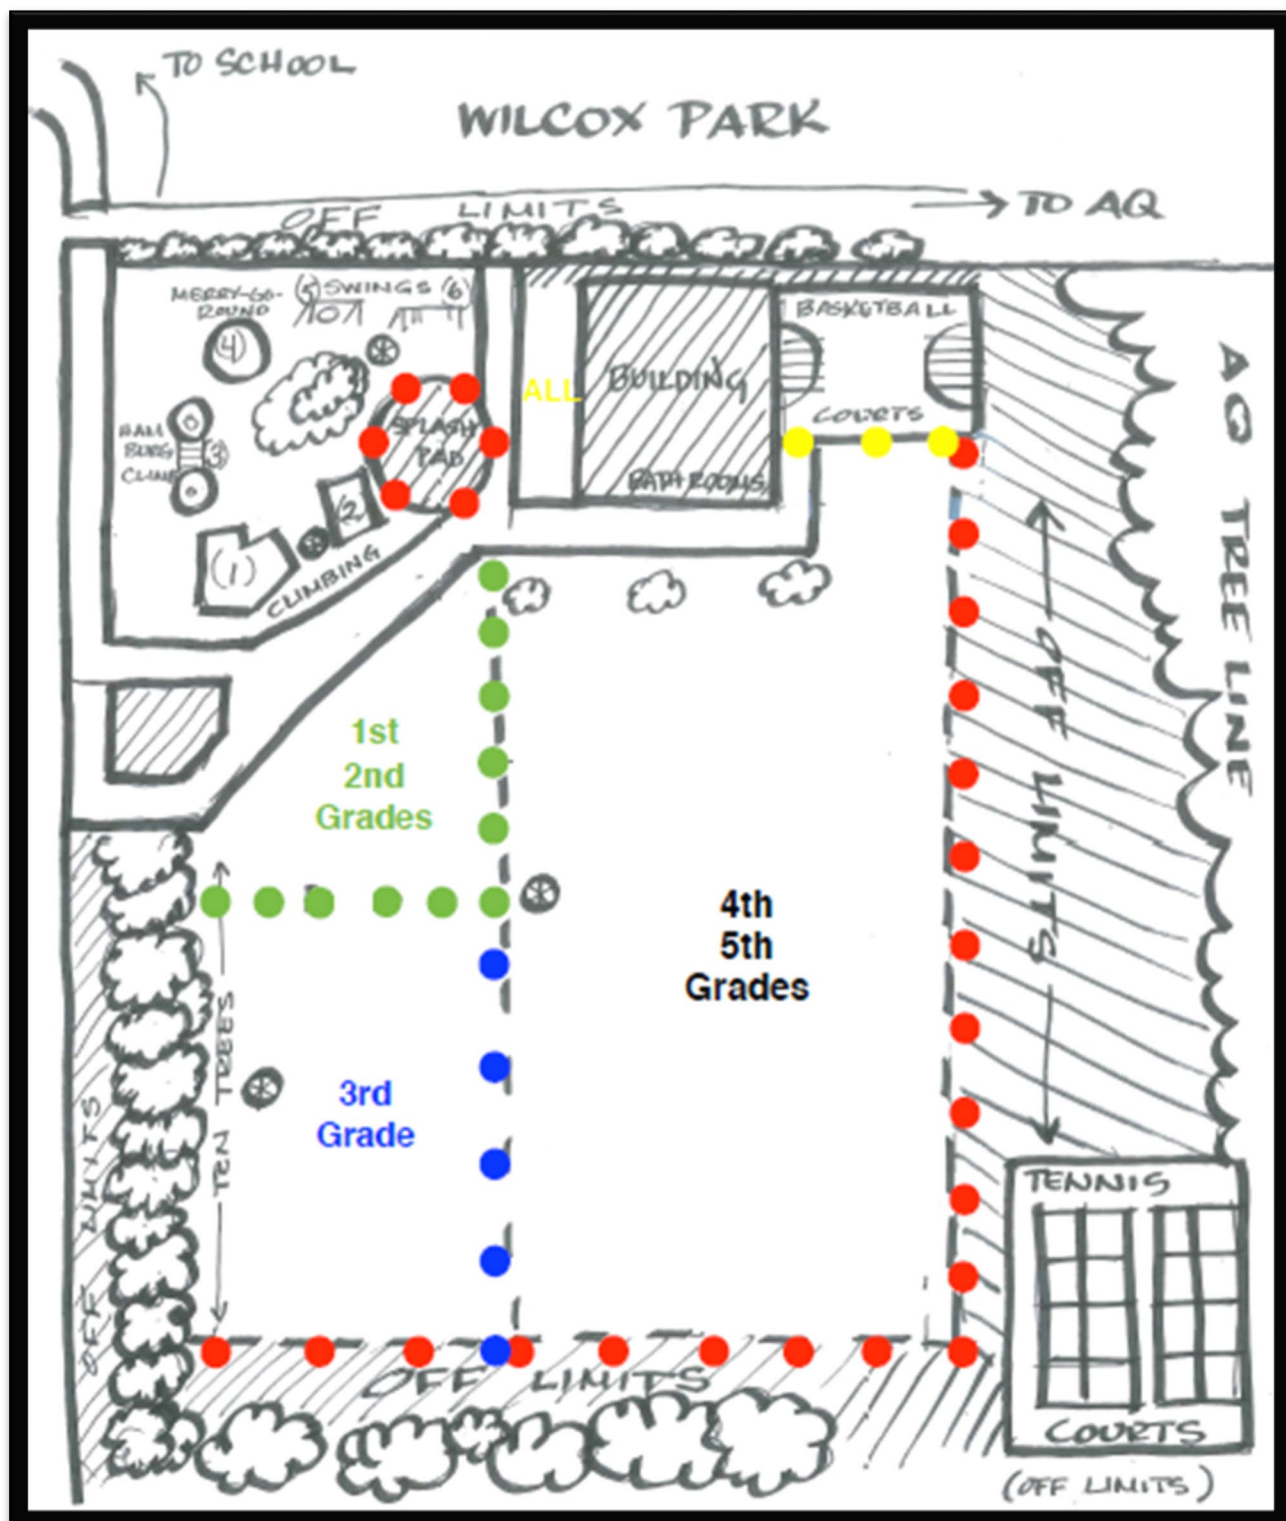 TO SCHOOL
WILCOX PARK
OFF LIMITS
TO AQ
MERRY-GO-
ROUND
(4)
(5) SWINGS (6)
BASKETBALL
COURTS
BUILDING
BATHROOMS
ALL
SPLASH
PAD
HAM
BURG
(3)
CLIMB
(2)
(1)
CLIMBING
AQ TREE LINE
OFF LIMITS
1st
2nd
Grades
4th
5th
Grades
3rd
Grade
TEN TREES
OFF LIMITS
OFF LIMITS
TENNIS
COURTS
(OFF LIMITS)